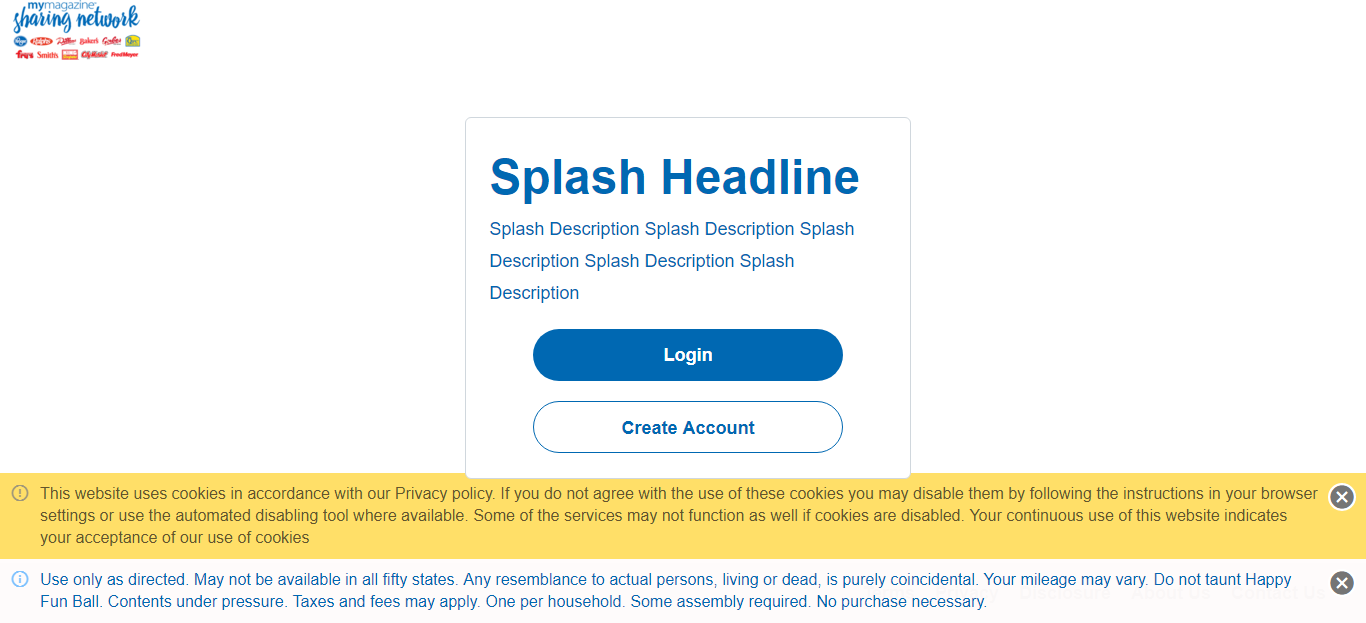 mymagazine
sharing network
Ralphs Dillons Bakers Gerbes
fry's Smith's FredMeyer
Splash Headline
Splash Description Splash Description Splash
Description Splash Description Splash
Description
Login
Create Account
This website uses cookies in accordance with our Privacy policy. If you do not agree with the use of these cookies you may disable them by following the instructions in your browser
settings or use the automated disabling tool where available. Some of the services may not function as well if cookies are disabled. Your continuous use of this website indicates
your acceptance of our use of cookies
Use only as directed. May not be available in all fifty states. Any resemblance to actual persons, living or dead, is purely coincidental. Your mileage may vary. Do not taunt Happy
Fun Ball. Contents under pressure. Taxes and fees may apply. One per household. Some assembly required. No purchase necessary.